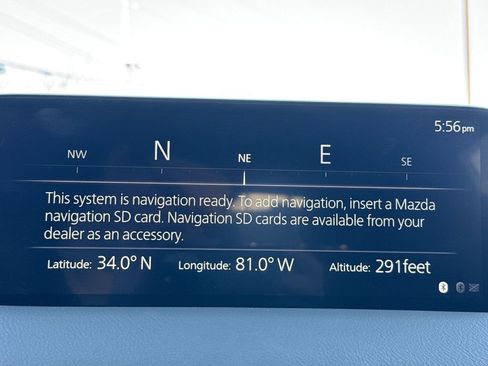 5:56pm
NW N NE E SE
This system is navigation ready. To add navigation, insert a Mazda
navigation SD card. Navigation SD cards are available from your
dealer as an accessory.
Latitude: 34.0° N Longitude: 81.0° W Altitude: 291feet